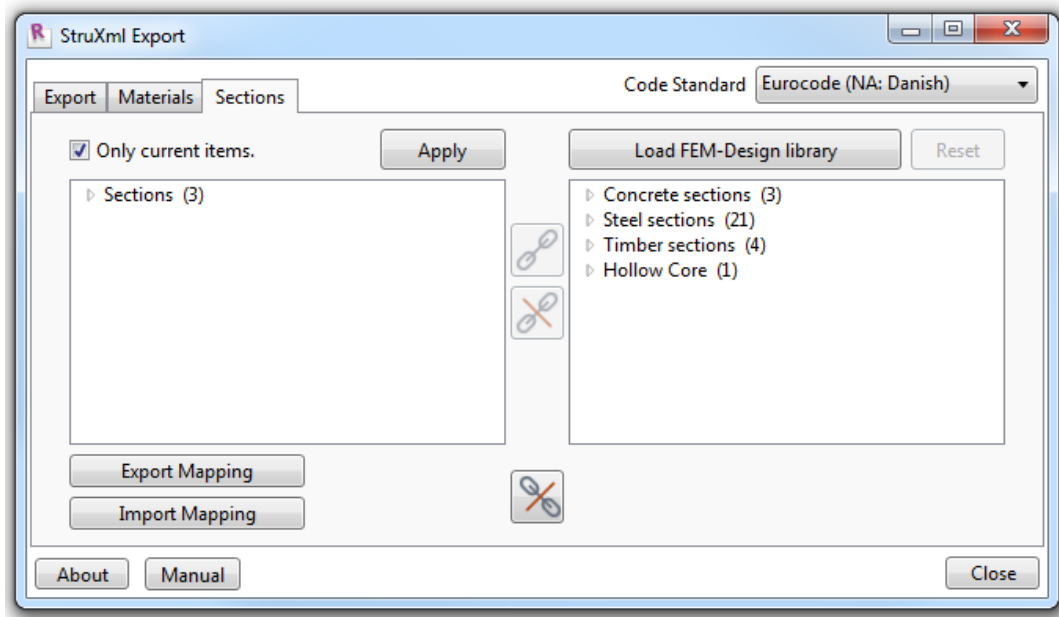 StruXml Export
Code Standard Eurocode (NA: Danish)
Export Materials Sections
Only current items. Apply Load FEM-Design library Reset
Sections (3)
Concrete sections (3)
Steel sections (21)
Timber sections (4)
Hollow Core (1)
Export Mapping
Import Mapping
About Manual Close